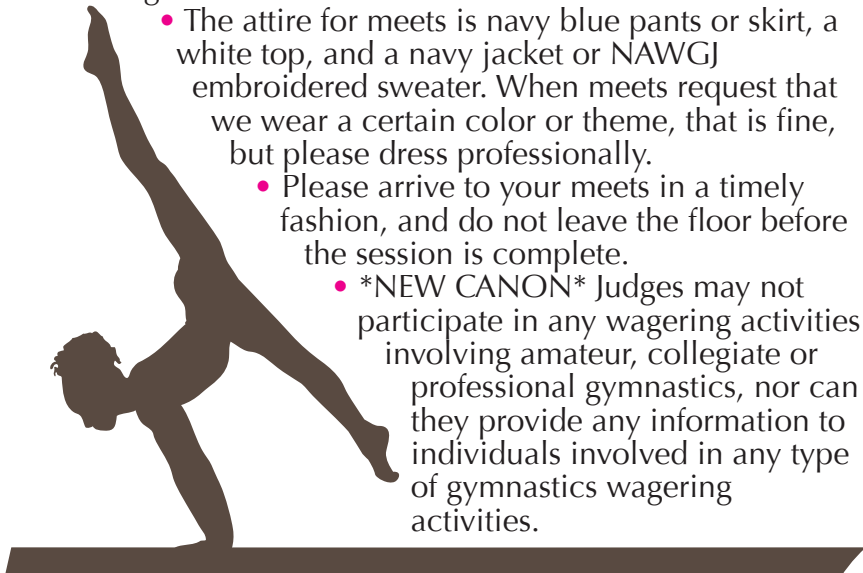 • The attire for meets is navy blue pants or skirt, a
white top, and a navy jacket or NAWGJ
embroidered sweater. When meets request that
we wear a certain color or theme, that is fine,
but please dress professionally.
• Please arrive to your meets in a timely
fashion, and do not leave the floor before
the session is complete.
• *NEW CANON* Judges may not
participate in any wagering activities
involving amateur, collegiate or
professional gymnastics, nor can
they provide any information to
individuals involved in any type
of gymnastics wagering
activities.